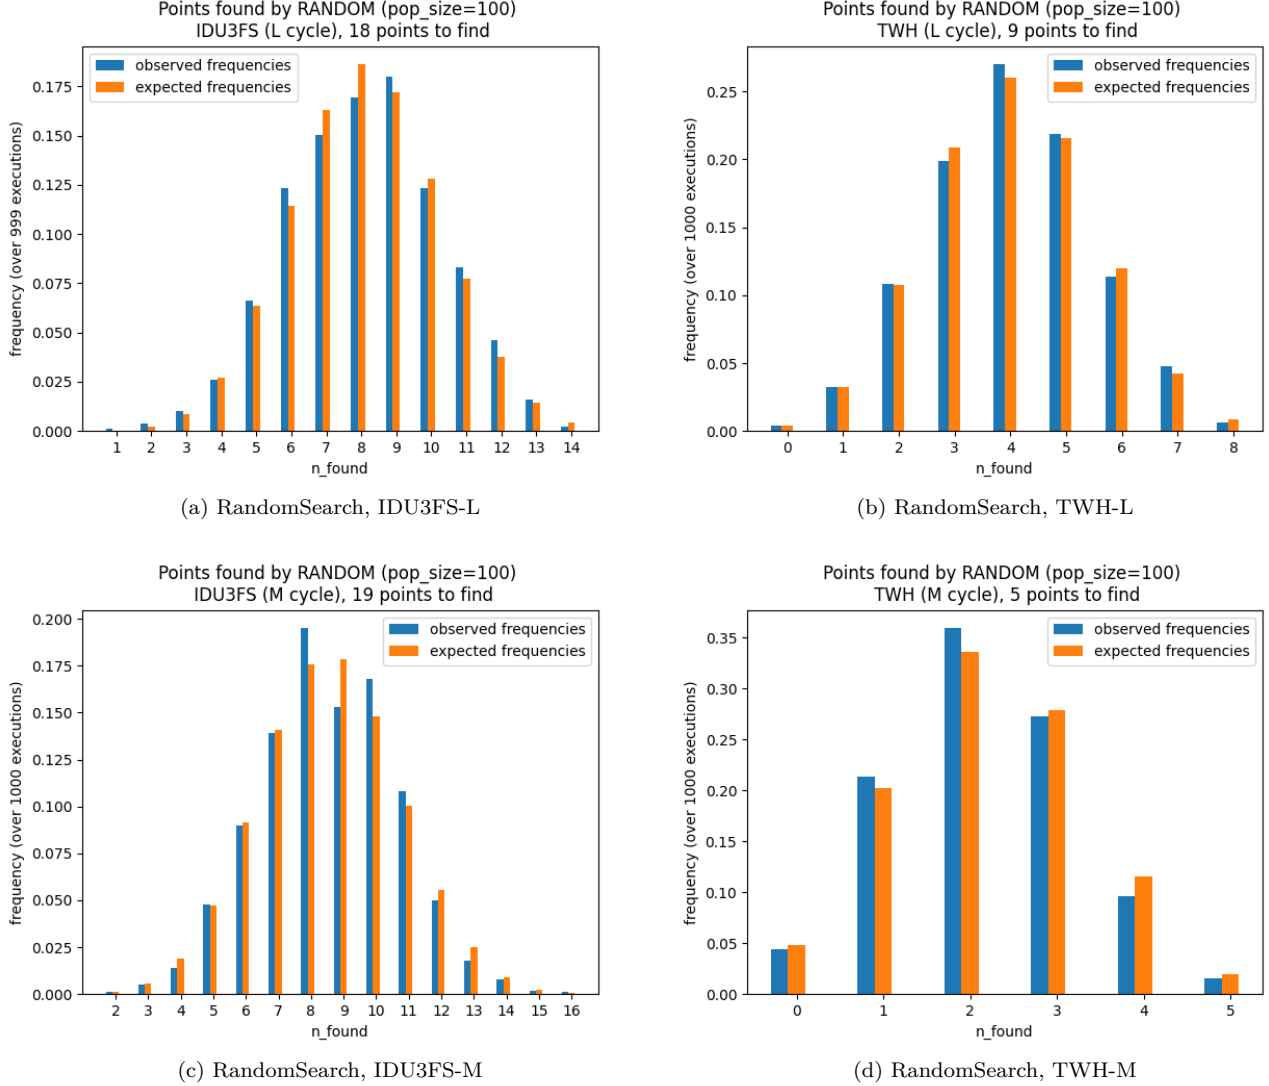 Points found by RANDOM (pop_size=100)
IDU3FS (L cycle), 18 points to find
observed frequencies
expected frequencies
frequency (over 999 executions)
0.175
0.150
0.125
0.100
0.075
0.050
0.025
0.000
1 2 3 4 5 6 7 8 9 10 11 12 13 14
n_found
(a) RandomSearch, IDU3FS-L
Points found by RANDOM (pop_size=100)
TWH (L cycle), 9 points to find
observed frequencies
expected frequencies
frequency (over 1000 executions)
0.25
0.20
0.15
0.10
0.05
0.00
0 1 2 3 4 5 6 7 8
n_found
(b) RandomSearch, TWH-L
Points found by RANDOM (pop_size=100)
IDU3FS (M cycle), 19 points to find
observed frequencies
expected frequencies
frequency (over 1000 executions)
0.200
0.175
0.150
0.125
0.100
0.075
0.050
0.025
0.000
2 3 4 5 6 7 8 9 10 11 12 13 14 15 16
n_found
(c) RandomSearch, IDU3FS-M
Points found by RANDOM (pop_size=100)
TWH (M cycle), 5 points to find
observed frequencies
expected frequencies
frequency (over 1000 executions)
0.35
0.30
0.25
0.20
0.15
0.10
0.05
0.00
0 1 2 3 4 5
n_found
(d) RandomSearch, TWH-M